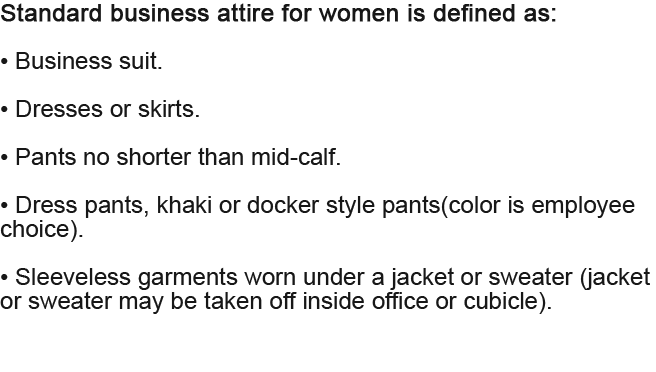 Standard business attire for women is defined as:
• Business suit.
• Dresses or skirts.
• Pants no shorter than mid-calf.
• Dress pants, khaki or docker style pants(color is employee
choice).
• Sleeveless garments worn under a jacket or sweater (jacket
or sweater may be taken off inside office or cubicle).